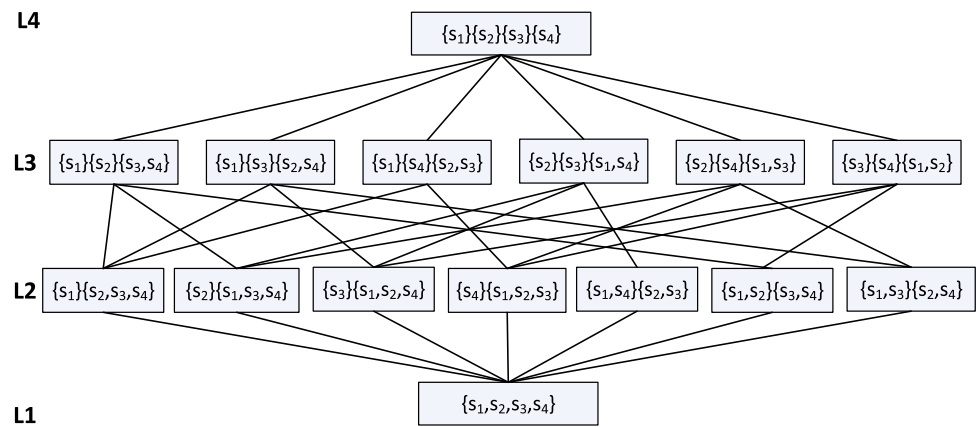 L4
{s₁}{s₂}{s₃}{s₄}
L3
{s₁}{s₂}{s₃,s₄}
{s₁}{s₃}{s₂,s₄}
{s₁}{s₄}{s₂,s₃}
{s₂}{s₃}{s₁,s₄}
{s₂}{s₄}{s₁,s₃}
{s₃}{s₄}{s₁,s₂}
L2
{s₁}{s₂,s₃,s₄}
{s₂}{s₁,s₃,s₄}
{s₃}{s₁,s₂,s₄}
{s₄}{s₁,s₂,s₃}
{s₁,s₄}{s₂,s₃}
{s₁,s₂}{s₃,s₄}
{s₁,s₃}{s₂,s₄}
L1
{s₁,s₂,s₃,s₄}